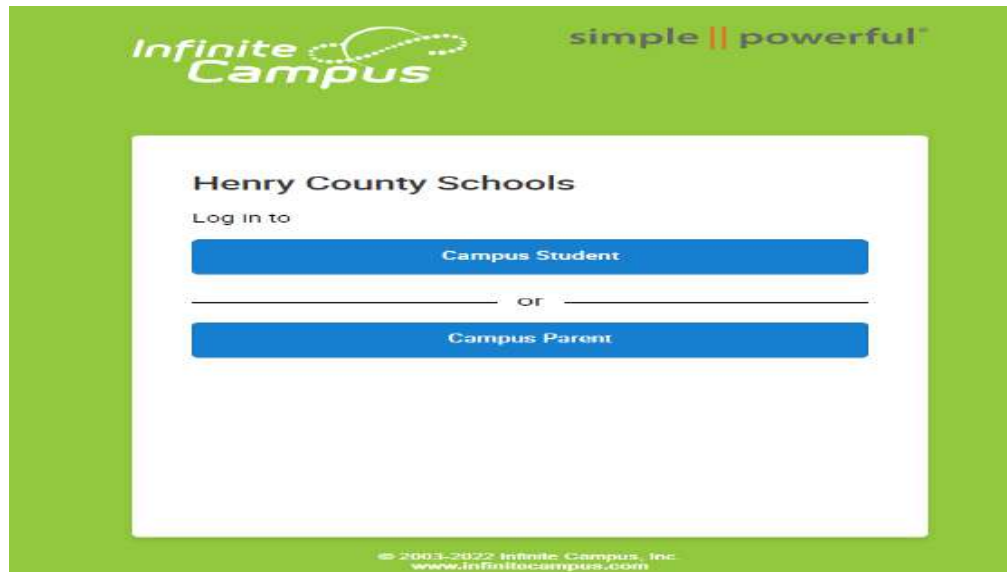 Infinite
Campus
simple || powerful®
Henry County Schools
Log in to
Campus Student
or
Campus Parent
© 2003-2022 Infinite Campus, Inc.
www.infinitecampus.com